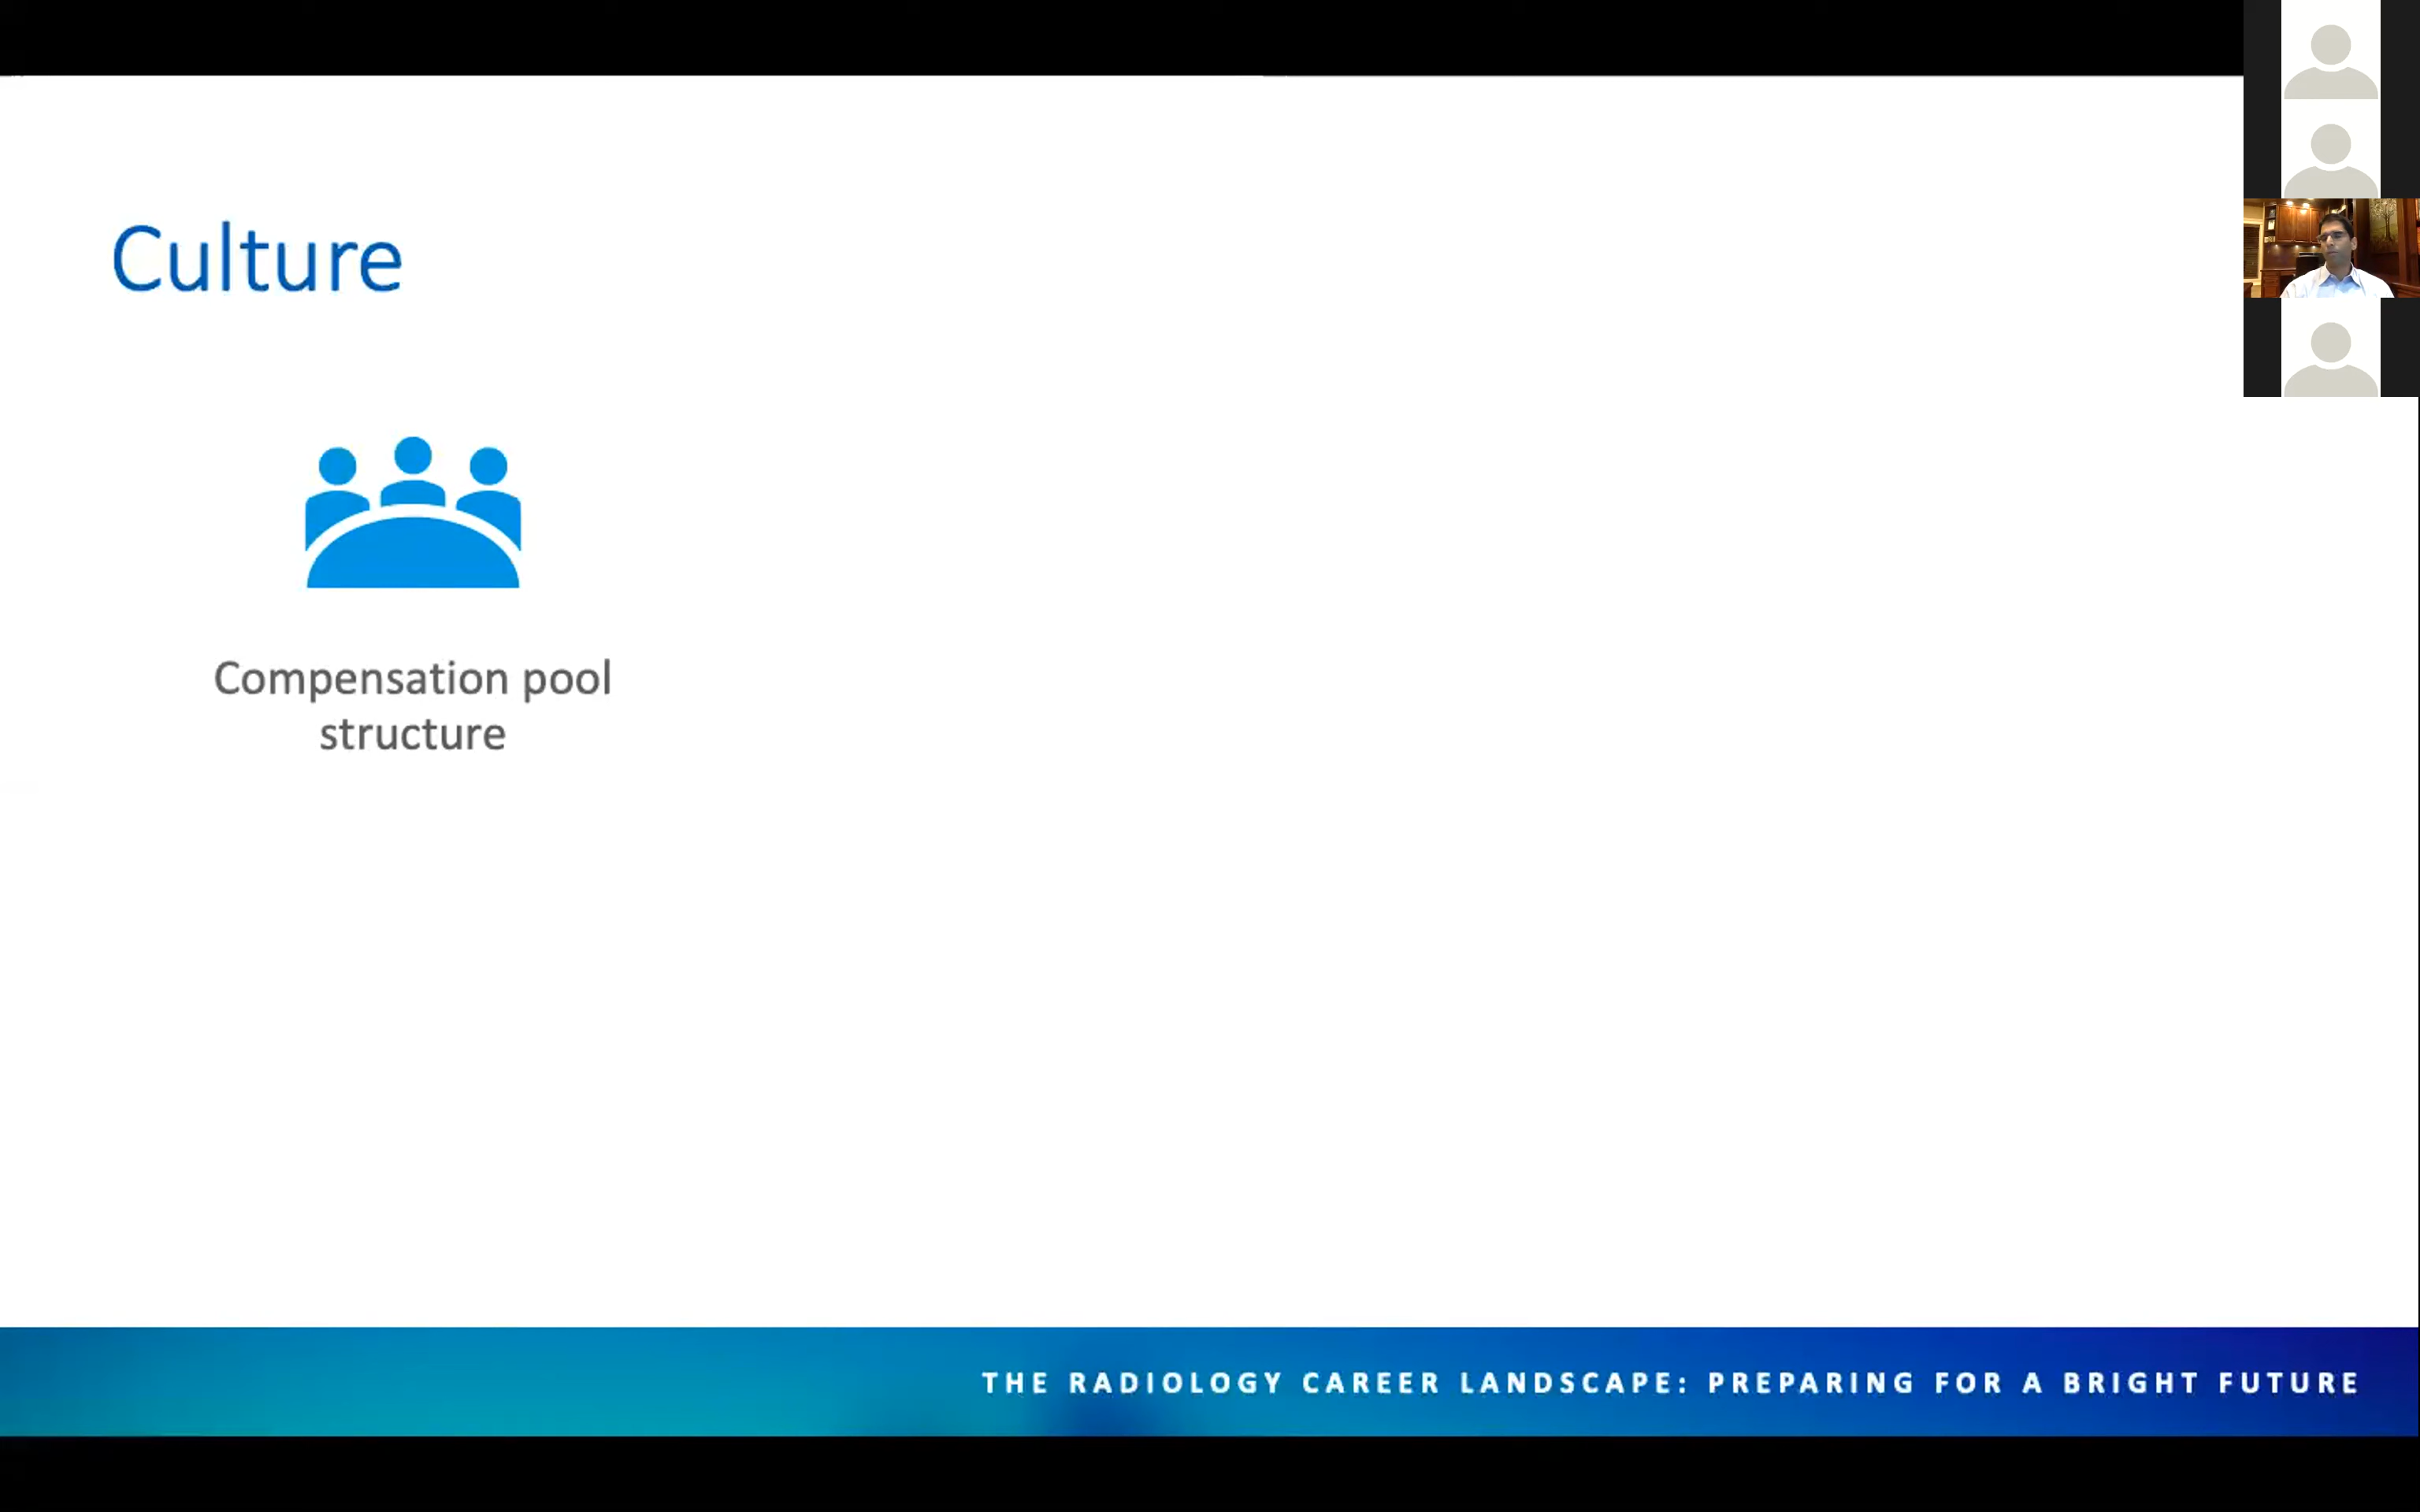 Culture
Compensation pool
structure
THE RADIOLOGY CAREER LANDSCAPE: PREPARING FOR A BRIGHT FUTURE